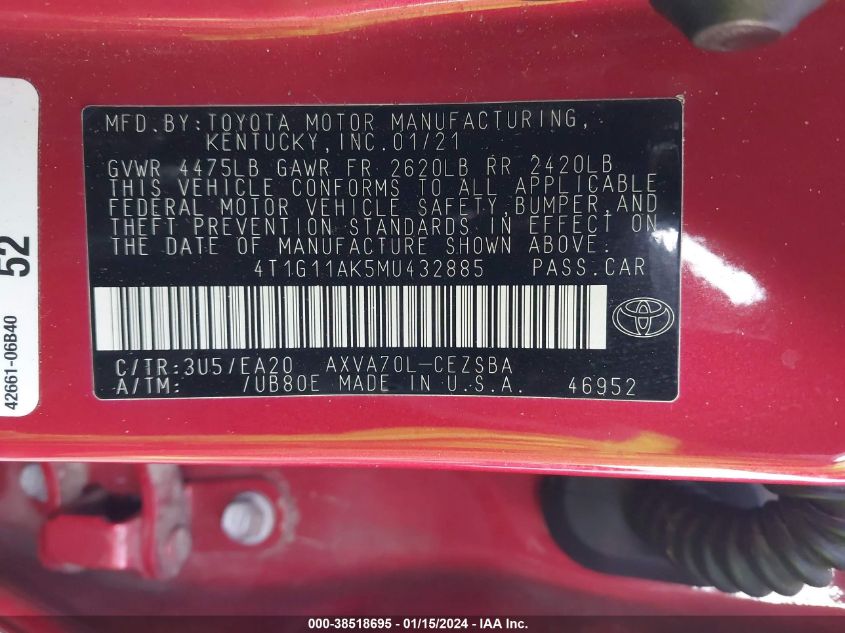 MFD.BY:TOYOTA MOTOR MANUFACTURING,
KENTUCKY,INC.01/21
GVWR 4475LB GAWR FR 2620LB RR 2420LB
THIS VEHICLE CONFORMS TO ALL APPLICABLE
FEDERAL MOTOR VEHICLE SAFETY,BUMPER,AND
THEFT PREVENTION STANDARDS IN EFFECT ON
THE DATE OF MANUFACTURE SHOWN ABOVE.
4T1G11AK5MU432885 PASS.CAR
C/TR:3U5/EA20 AXVA70L-CEZSBA
A/TM: /UB80E MADE IN U.S.A. 46952
52
42661-06B40
000-38518695 - 01/15/2024 - IAAI Inc.